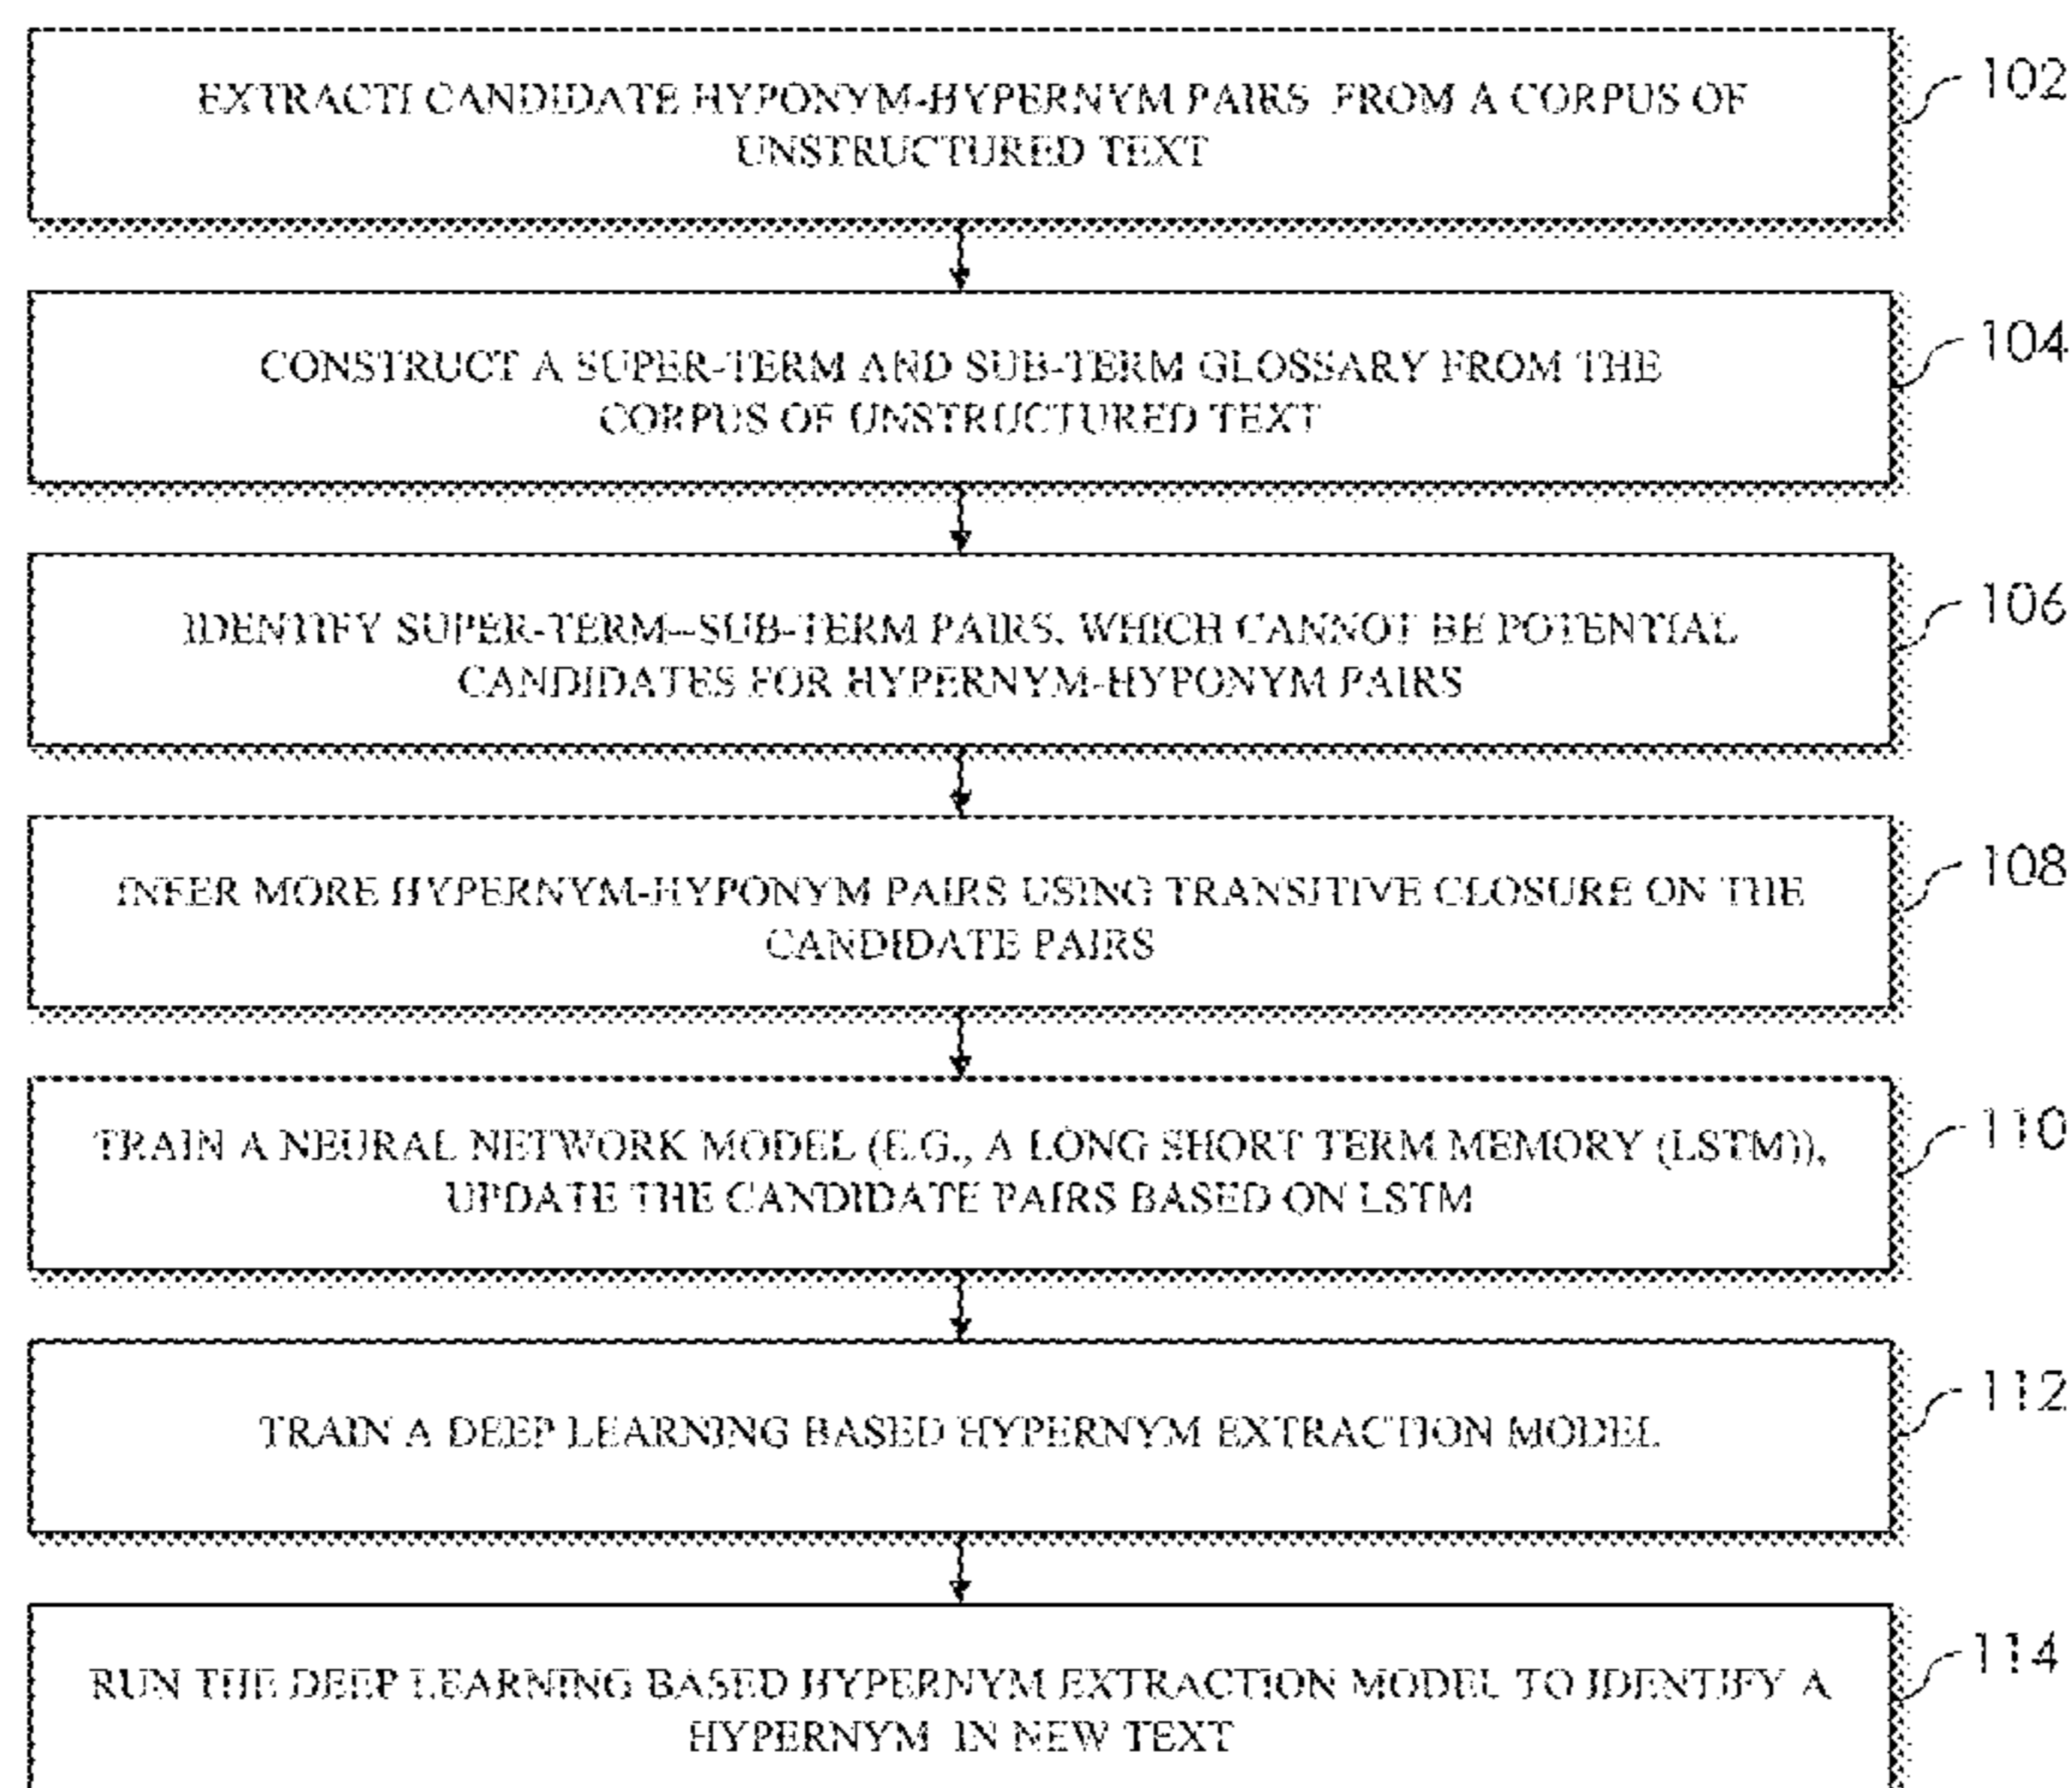 EXTRACTI CANDIDATE HYPONYM-HYPERNYM PAIRS FROM A CORPUS OF
UNSTRUCTURED TEXT
102
CONSTRUCT A SUPER-TERM AND SUB-TERM GLOSSARY FROM THE
CORPUS OF UNSTRUCTURED TEXT
104
IDENTIFY SUPER-TERM--SUB-TERM PAIRS, WHICH CANNOT BE POTENTIAL
CANDIDATES FOR HYPERNYM-HYPONYM PAIRS
106
INFER MORE HYPERNYM-HYPONYM PAIRS USING TRANSITIVE CLOSURE ON THE
CANDIDATE PAIRS
108
TRAIN A NEURAL NETWORK MODEL (E.G., A LONG SHORT TERM MEMORY (LSTM)),
UPDATE THE CANDIDATE PAIRS BASED ON LSTM
110
TRAIN A DEEP LEARNING BASED HYPERNYM EXTRACTION MODEL
112
RUN THE DEEP LEARNING BASED HYPERNYM EXTRACTION MODEL TO IDENTIFY A
HYPERNYM IN NEW TEXT
114